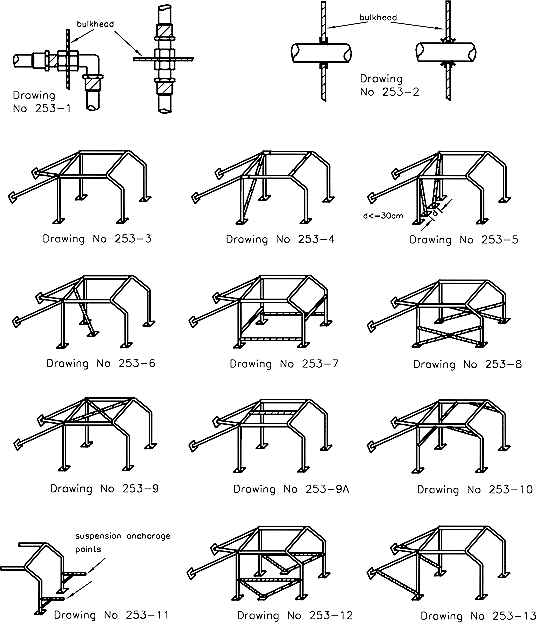 bulkhead
Drawing
No 253-1
bulkhead
Drawing
No 253-2
Drawing No 253-3
Drawing No 253-4
d<=30cm
d
Drawing No 253-5
Drawing No 253-6
Drawing No 253-7
Drawing No 253-8
Drawing No 253-9
Drawing No 253-9A
Drawing No 253-10
suspension anchorage
points
Drawing No 253-11
Drawing No 253-12
Drawing No 253-13